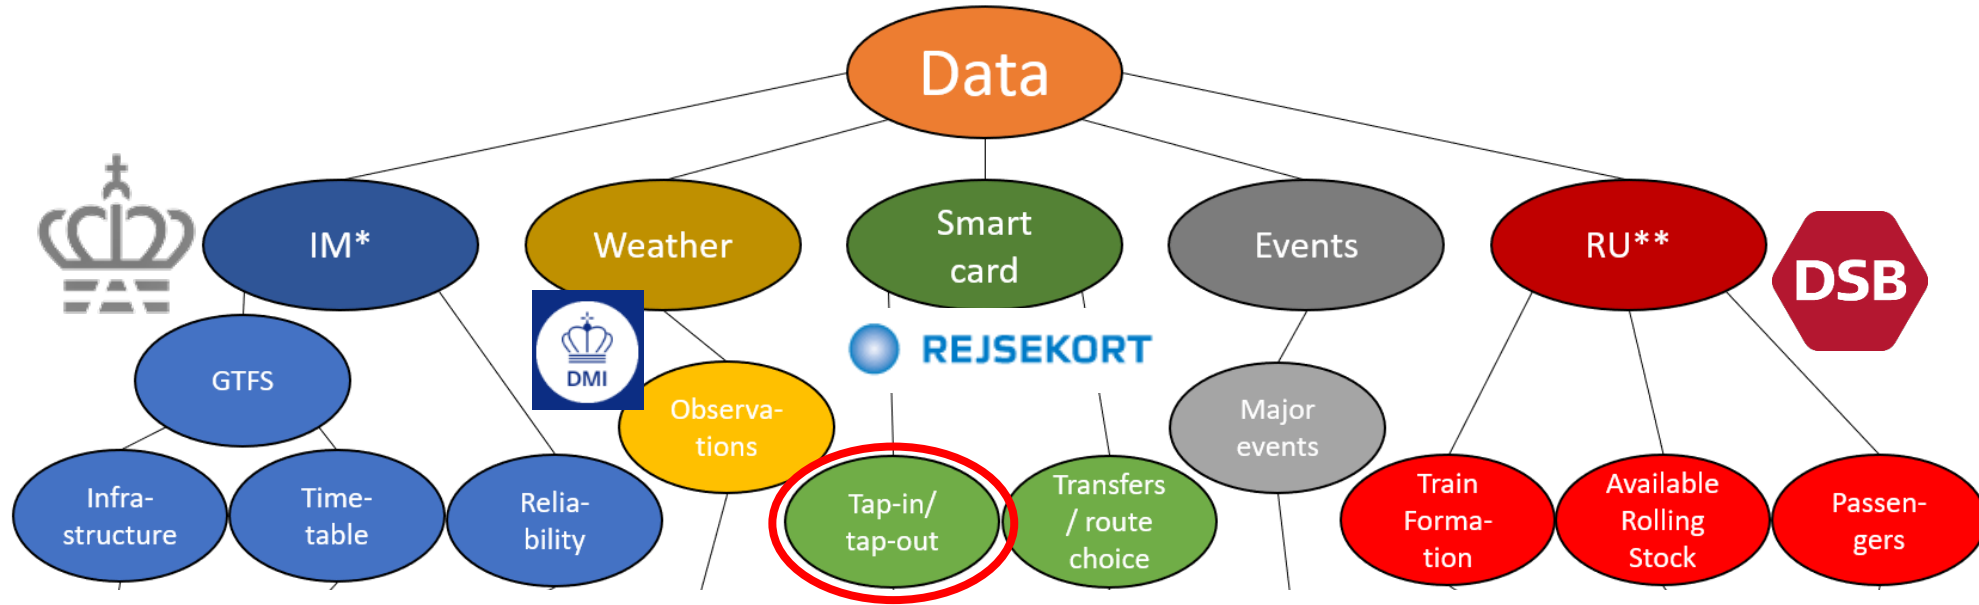 Data
IM*
Weather
Smart
card
Events
RU**
DSB
GTFS
DMI
REJSEKORT
Observa-
tions
Major
events
Infra-
structure
Time-
table
Relia-
bility
Tap-in/
tap-out
Transfers
/ route
choice
Train
Forma-
tion
Available
Rolling
Stock
Passen-
gers